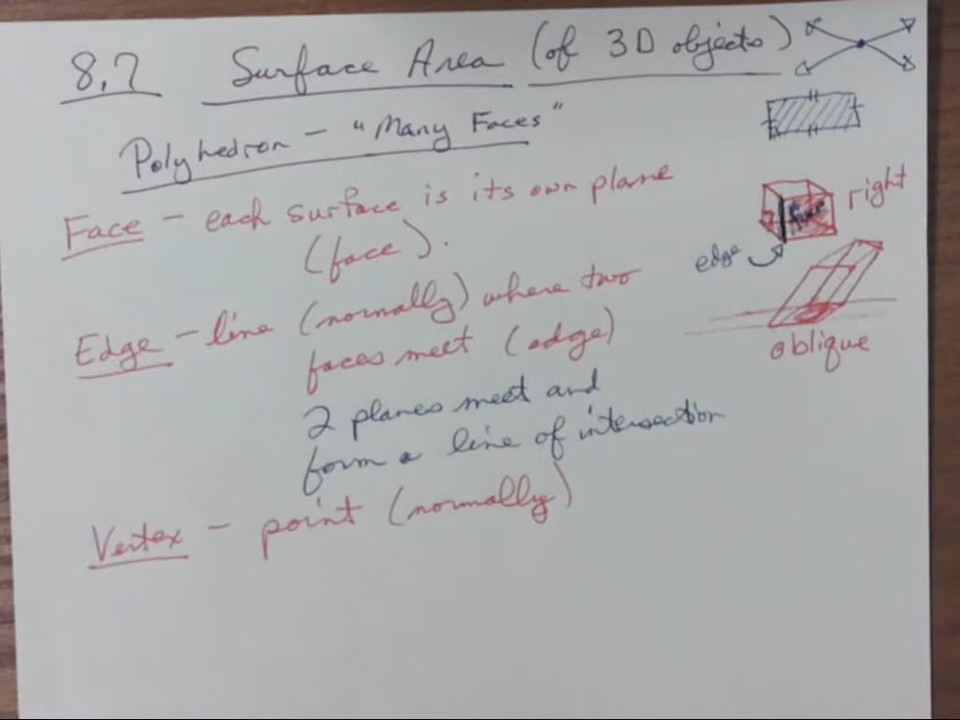 8.7 Surface Area (of 3D objects)
Polyhedron - "Many Faces"
Face - each surface is its own plane
(face).
Edge - line (normally) where two
faces meet (edge)
2 planes meet and
form a line of intersection
Vertex - point (normally)
right
face
edge
oblique